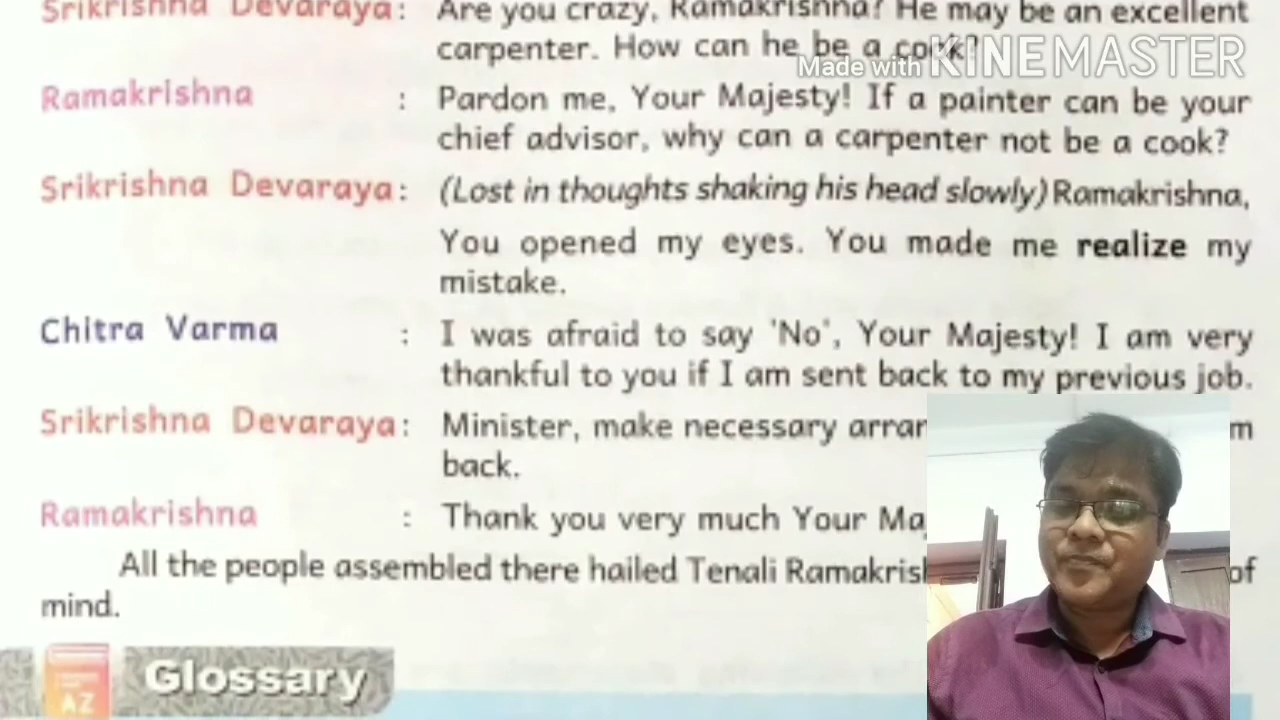 Srikrishna Devaraya: Are you crazy, Ramakrishna? He may be an excellent
carpenter. How can he be a cook?
Made with KINEMASTER
Ramakrishna : Pardon me, Your Majesty! If a painter can be your
chief advisor, why can a carpenter not be a cook?
Srikrishna Devaraya: (Lost in thoughts shaking his head slowly) Ramakrishna,
You opened my eyes. You made me realize my
mistake.
Chitra Varma : I was afraid to say 'No', Your Majesty! I am very
thankful to you if I am sent back to my previous job.
Srikrishna Devaraya: Minister, make necessary
back.
Ramakrishna : Thank you very much Your
All the people assembled there hailed Tenali of
mind.
Glossary
AZ